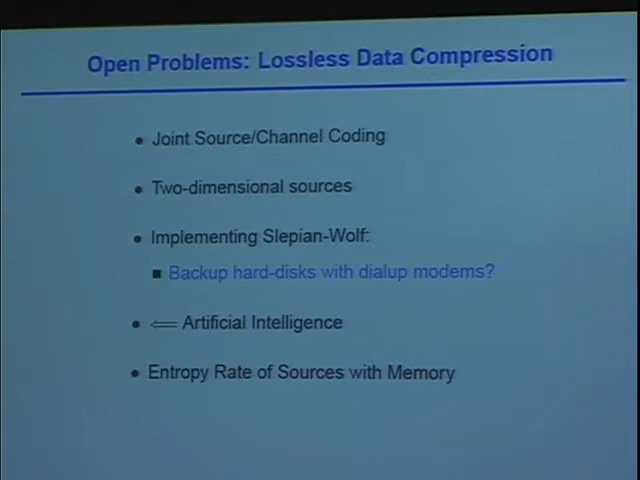 Open Problems: Lossless Data Compression
• Joint Source/Channel Coding
• Two-dimensional sources
• Implementing Slepian-Wolf:
■ Backup hard-disks with dialup modems?
• ⟸ Artificial Intelligence
• Entropy Rate of Sources with Memory